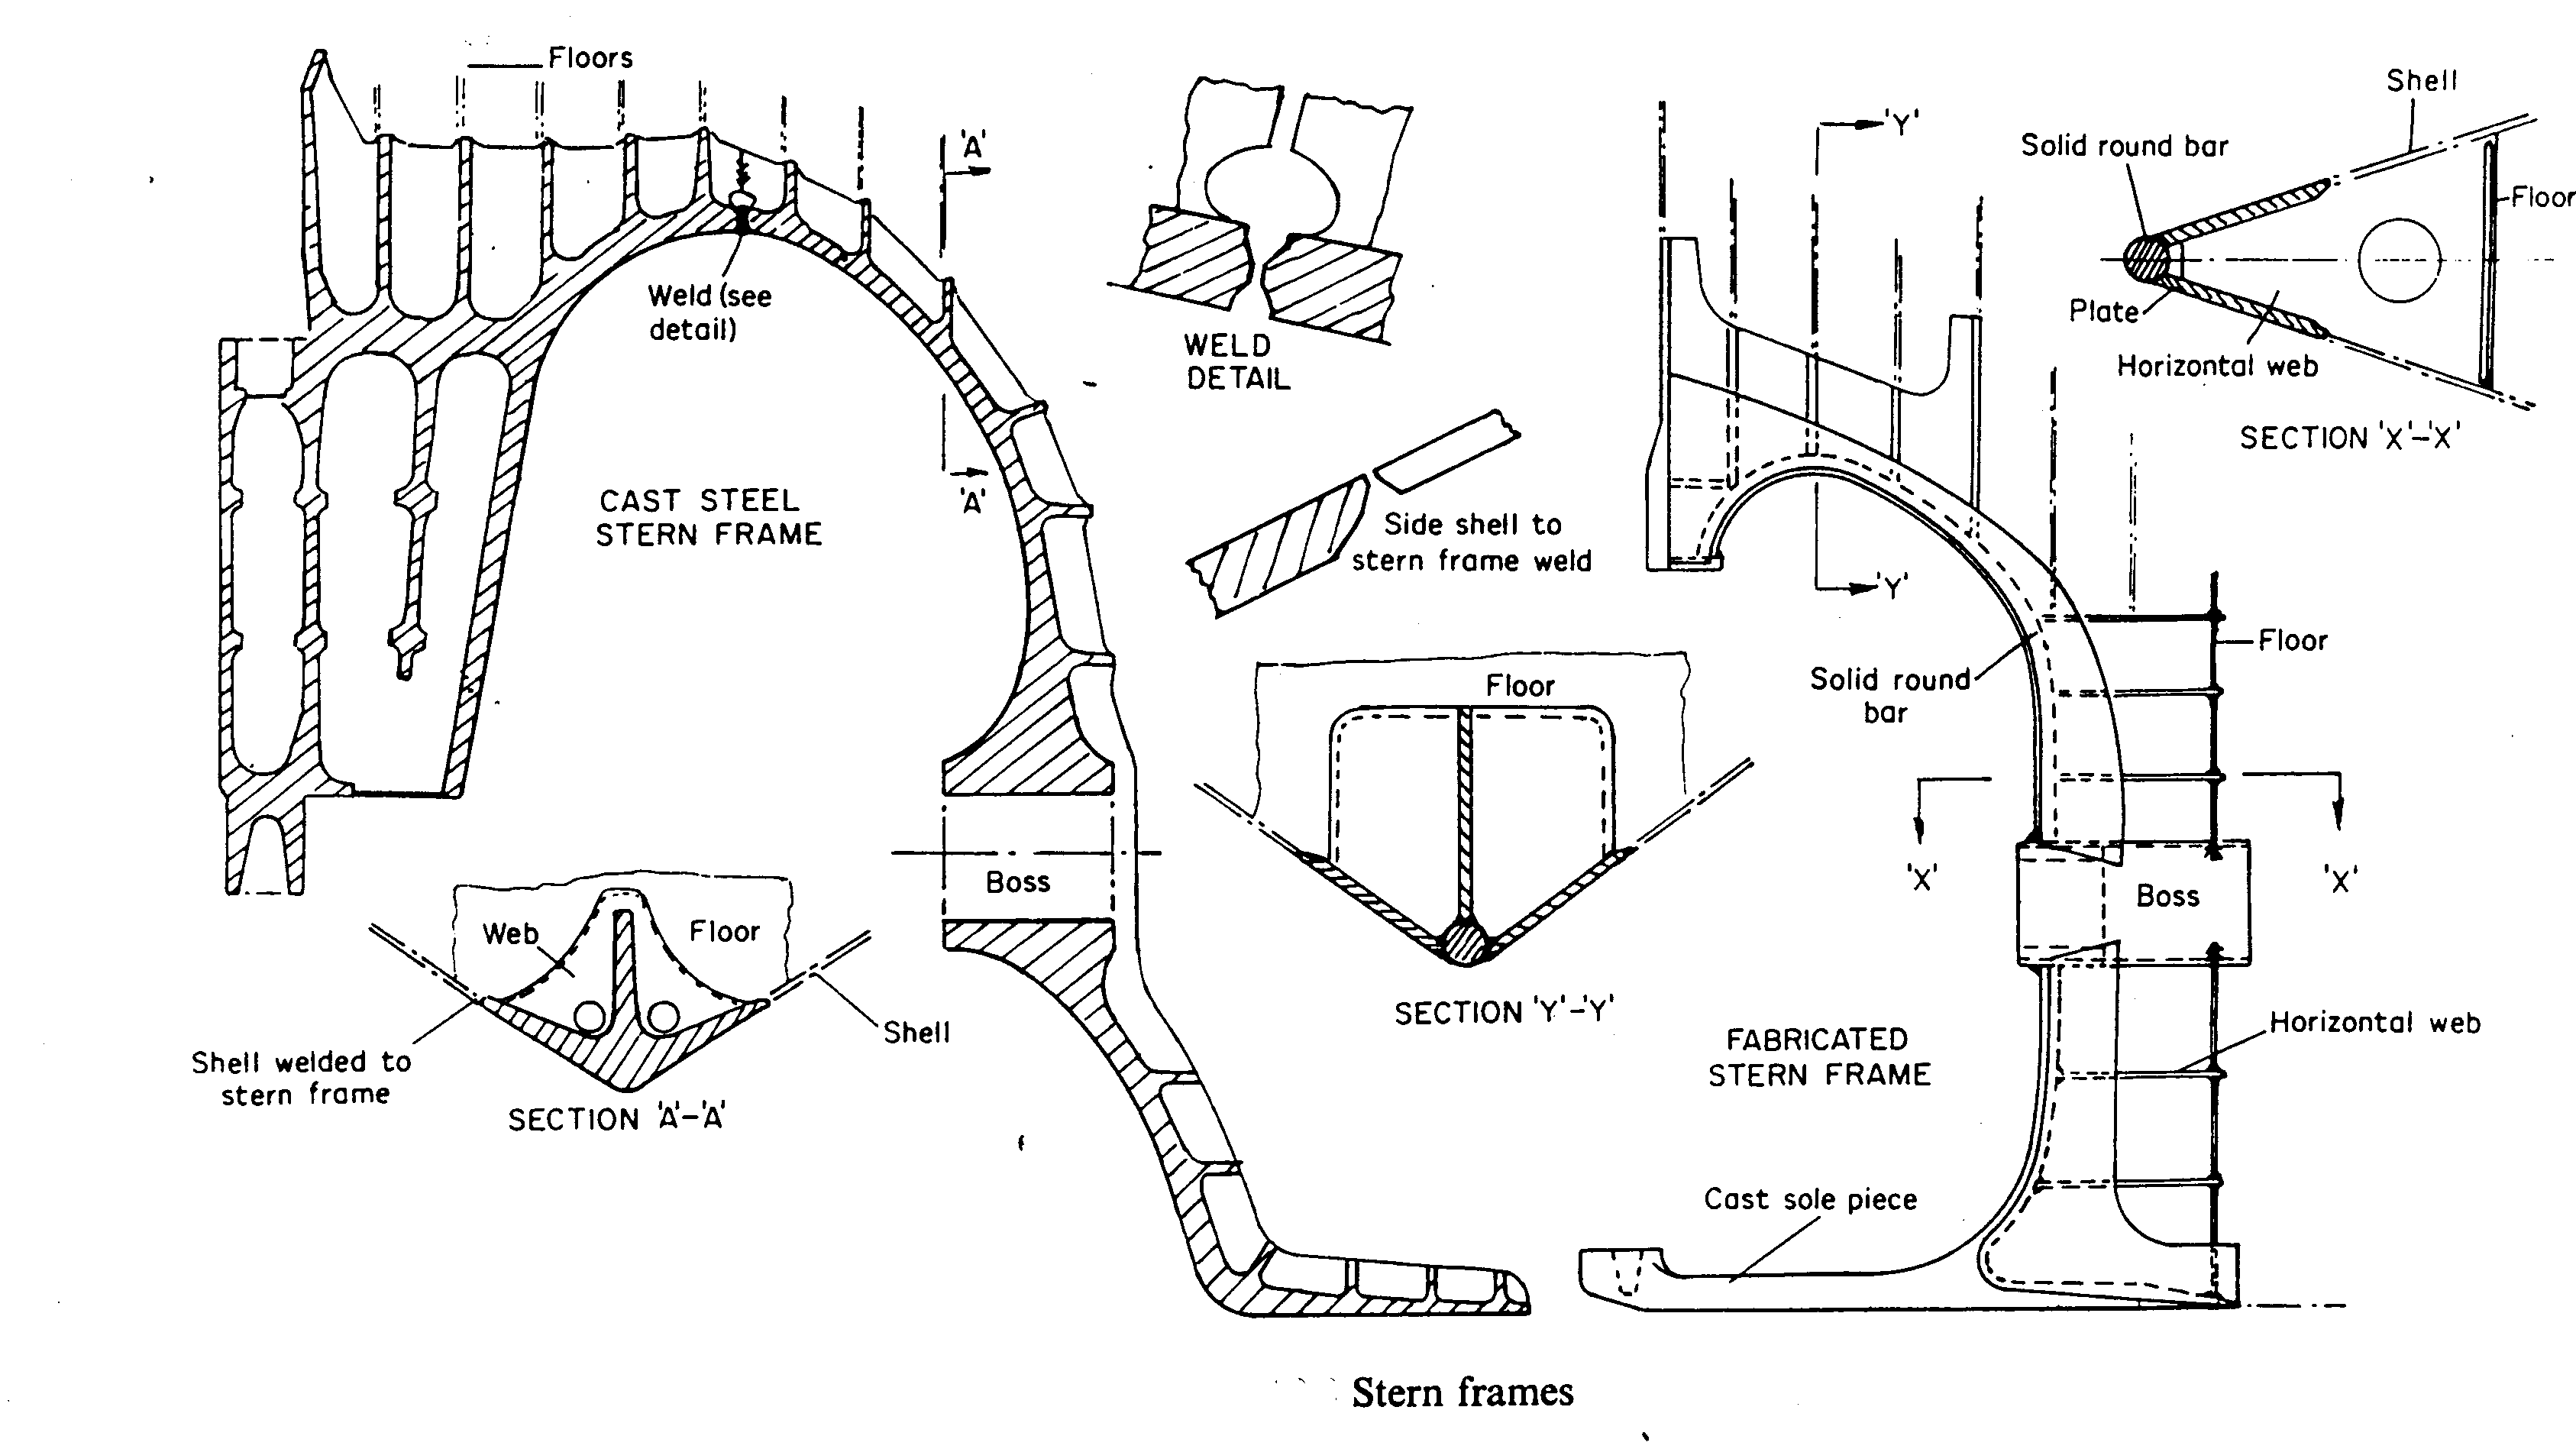 Floors
'A'
Weld (see
detail)
CAST STEEL
STERN FRAME
'A'
WELD
DETAIL
Side shell to
stern frame weld
Boss
Web
Floor
Shell
Shell welded to
stern frame
SECTION 'A'-'A'
Floor
SECTION 'Y'-'Y'
'Y'
'Y'
Shell
Solid round bar
Floor
Plate
Horizontal web
SECTION 'X'-'X'
Floor
Solid round
bar
'X'
'X'
Boss
Horizontal web
FABRICATED
STERN FRAME
Cast sole piece
Stern frames